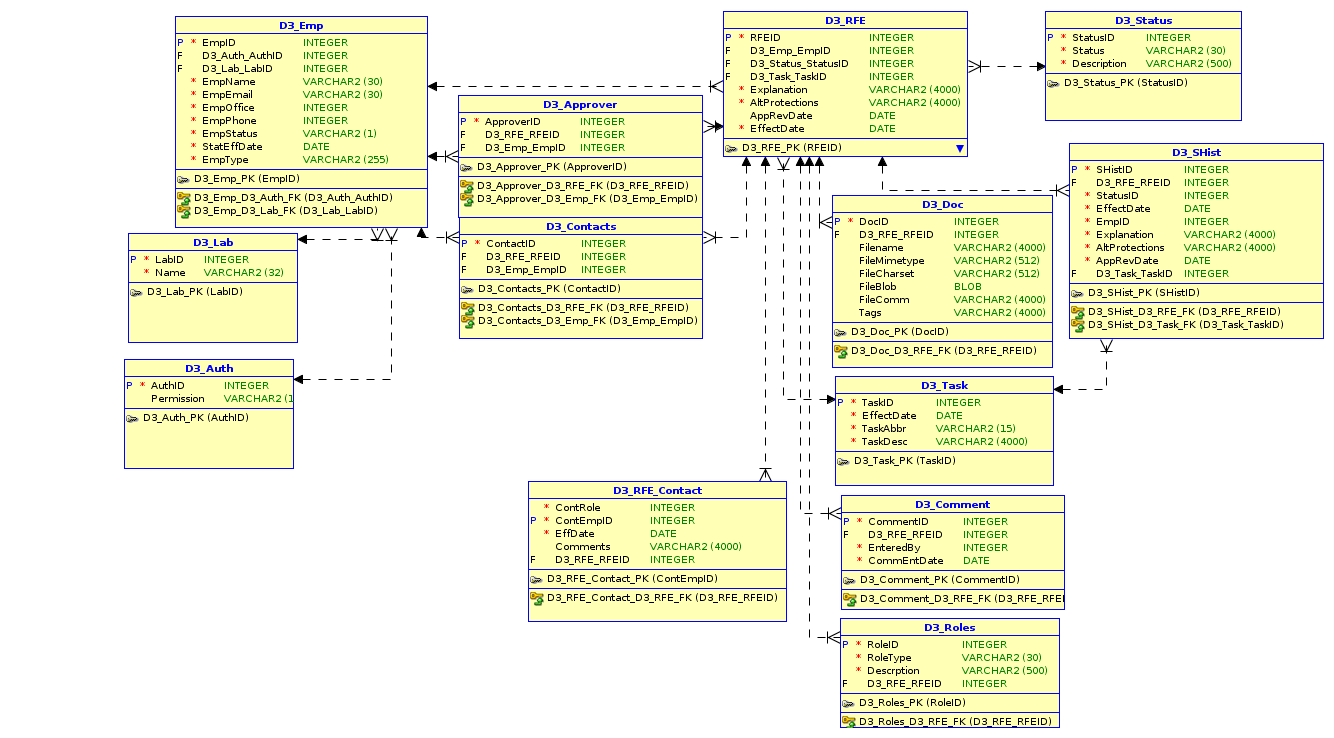 D3_Emp
P * EmpID INTEGER
F D3_Auth_AuthID INTEGER
F D3_Lab_LabID INTEGER
* EmpName VARCHAR2 (30)
* EmpEmail VARCHAR2 (30)
* EmpOffice INTEGER
* EmpPhone INTEGER
* EmpStatus VARCHAR2 (1)
* StatEffDate DATE
* EmpType VARCHAR2 (255)
D3_Emp_PK (EmpID)
D3_Emp_D3_Auth_FK (D3_Auth_AuthID)
D3_Emp_D3_Lab_FK (D3_Lab_LabID)
D3_Lab
P * LabID INTEGER
* Name VARCHAR2 (32)
D3_Lab_PK (LabID)
D3_Auth
P * AuthID INTEGER
Permission VARCHAR2 (1
D3_Auth_PK (AuthID)
D3_Approver
P * ApproverID INTEGER
F D3_RFE_RFEID INTEGER
F D3_Emp_EmpID INTEGER
D3_Approver_PK (ApproverID)
D3_Approver_D3_RFE_FK (D3_RFE_RFEID)
D3_Approver_D3_Emp_FK (D3_Emp_EmpID)
D3_Contacts
P * ContactID INTEGER
F D3_RFE_RFEID INTEGER
F D3_Emp_EmpID INTEGER
D3_Contacts_PK (ContactID)
D3_Contacts_D3_RFE_FK (D3_RFE_RFEID)
D3_Contacts_D3_Emp_FK (D3_Emp_EmpID)
D3_RFE
P * RFEID INTEGER
F D3_Emp_EmpID INTEGER
F D3_Status_StatusID INTEGER
F D3_Task_TaskID INTEGER
* Explanation VARCHAR2 (4000)
* AltProtections VARCHAR2 (4000)
AppRevDate DATE
* EffectDate DATE
D3_RFE_PK (RFEID)
D3_Status
P * StatusID INTEGER
* Status VARCHAR2 (30)
* Description VARCHAR2 (500)
D3_Status_PK (StatusID)
D3_SHist
P * SHistID INTEGER
F D3_RFE_RFEID INTEGER
* StatusID INTEGER
* EffectDate DATE
* EmpID INTEGER
* Explanation VARCHAR2 (4000)
* AltProtections VARCHAR2 (4000)
* AppRevDate DATE
F D3_Task_TaskID INTEGER
D3_SHist_PK (SHistID)
D3_SHist_D3_RFE_FK (D3_RFE_RFEID)
D3_SHist_D3_Task_FK (D3_Task_TaskID)
D3_Doc
P * DocID INTEGER
F D3_RFE_RFEID INTEGER
Filename VARCHAR2 (4000)
FileMimetype VARCHAR2 (512)
FileCharset VARCHAR2 (512)
FileBlob BLOB
FileComm VARCHAR2 (4000)
Tags VARCHAR2 (4000)
D3_Doc_PK (DocID)
D3_Doc_D3_RFE_FK (D3_RFE_RFEID)
D3_Task
P * TaskID INTEGER
* EffectDate DATE
* TaskAbbr VARCHAR2 (15)
* TaskDesc VARCHAR2 (4000)
D3_Task_PK (TaskID)
D3_RFE_Contact
* ContRole INTEGER
P * ContEmpID INTEGER
* EffDate DATE
Comments VARCHAR2 (4000)
F D3_RFE_RFEID INTEGER
D3_RFE_Contact_PK (ContEmpID)
D3_RFE_Contact_D3_RFE_FK (D3_RFE_RFEID)
D3_Comment
P * CommentID INTEGER
F D3_RFE_RFEID INTEGER
* EnteredBy INTEGER
* CommEntDate DATE
D3_Comment_PK (CommentID)
D3_Comment_D3_RFE_FK (D3_RFE_RFEI
D3_Roles
P * RoleID INTEGER
* RoleType VARCHAR2 (30)
* Descrption VARCHAR2 (500)
F D3_RFE_RFEID INTEGER
D3_Roles_PK (RoleID)
D3_Roles_D3_RFE_FK (D3_RFE_RFEID)